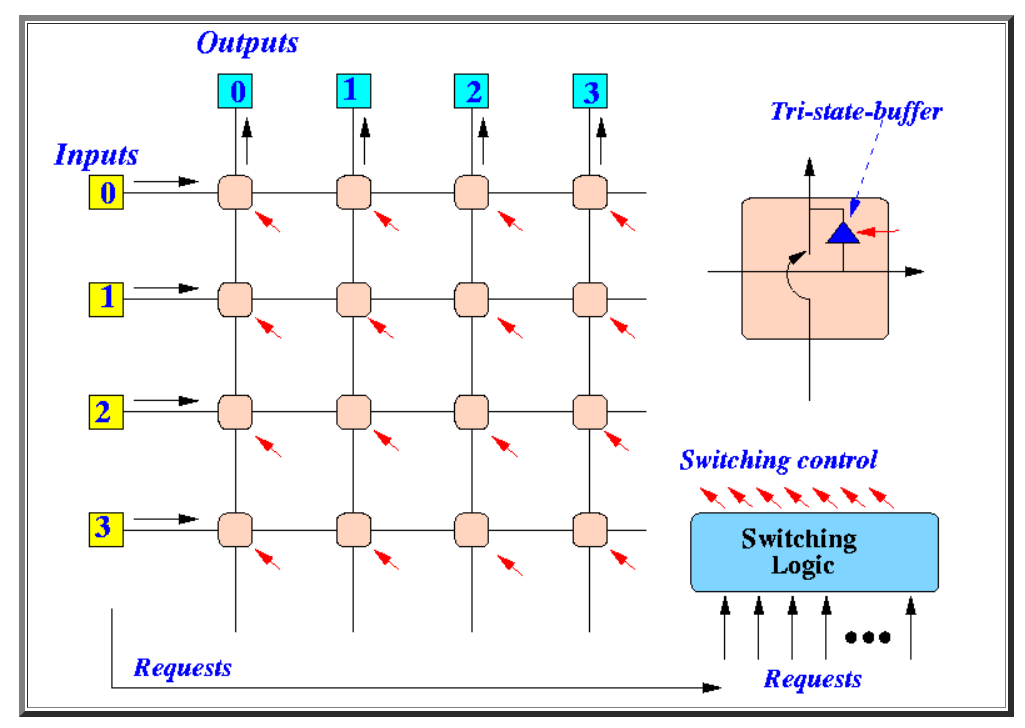 Outputs
0 1 2 3
Tri-state-buffer
Inputs
0
1
2
3
Switching control
Switching
Logic
Requests
Requests